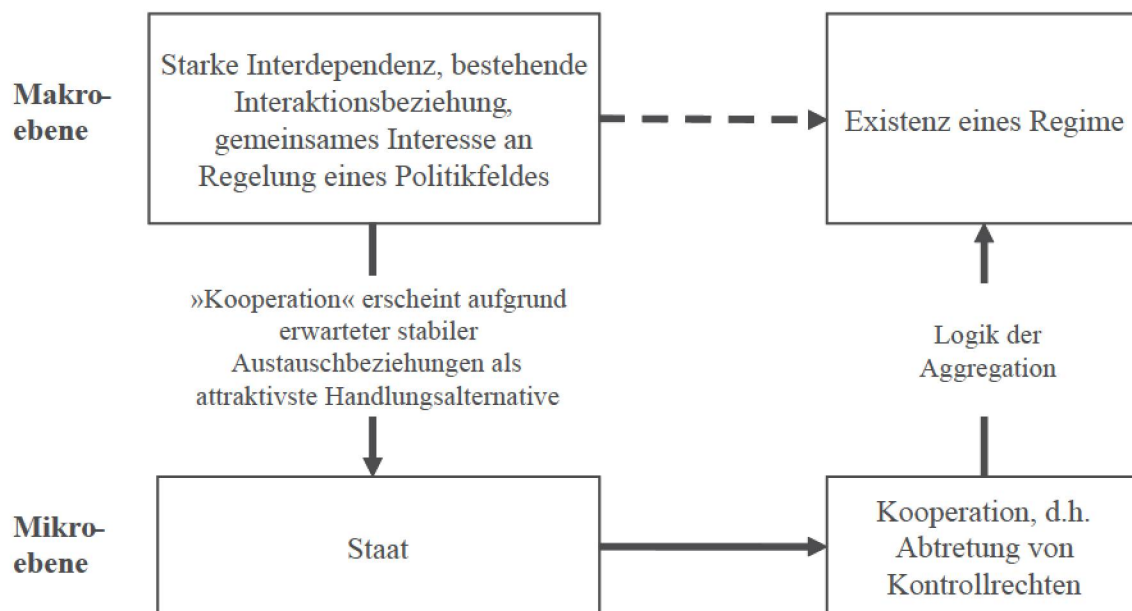 Makro-
ebene
Starke Interdependenz, bestehende
Interaktionsbeziehung,
gemeinsames Interesse an
Regelung eines Politikfeldes
Existenz eines Regime
»Kooperation« erscheint aufgrund
erwarteter stabiler
Austauschbeziehungen als
attraktivste Handlungsalternative
Logik der
Aggregation
Mikro-
ebene
Staat
Kooperation, d.h.
Abtretung von
Kontrollrechten